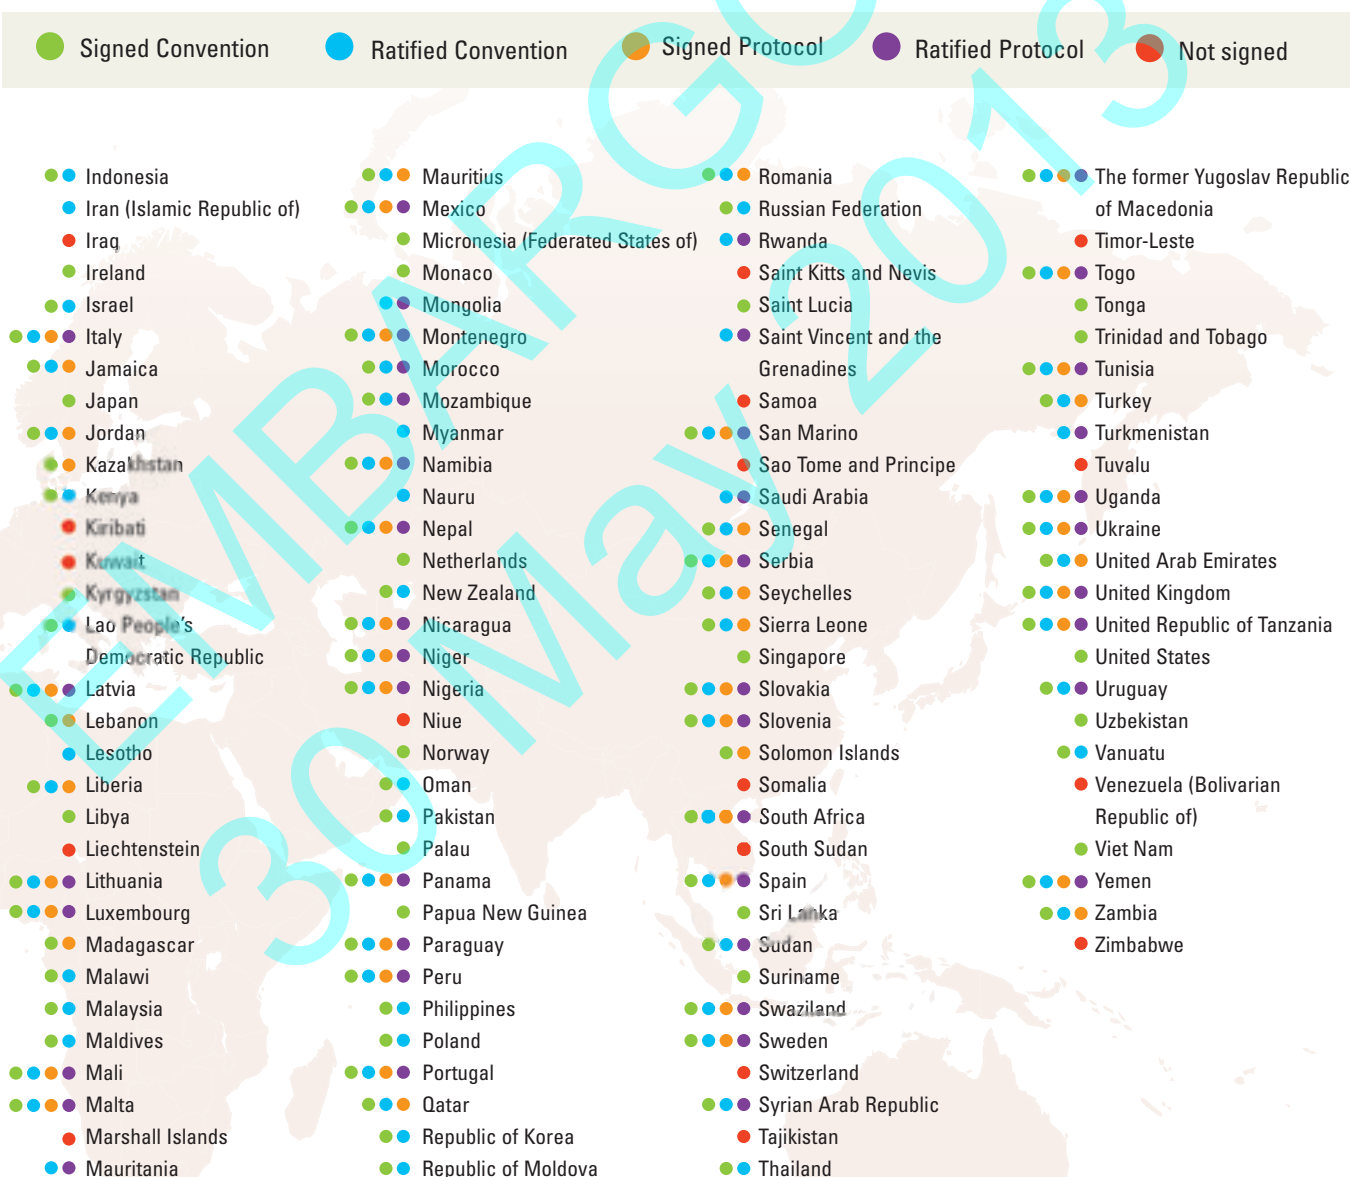 Signed Convention
Ratified Convention
Signed Protocol
Ratified Protocol
Not signed
EMBARGO
30 May 2013
Indonesia
Iran (Islamic Republic of)
Iraq
Ireland
Israel
Italy
Jamaica
Japan
Jordan
Kazakhstan
Kenya
Kiribati
Kuwait
Kyrgyzstan
Lao People's
Democratic Republic
Latvia
Lebanon
Lesotho
Liberia
Libya
Liechtenstein
Lithuania
Luxembourg
Madagascar
Malawi
Malaysia
Maldives
Mali
Malta
Marshall Islands
Mauritania
Mauritius
Mexico
Micronesia (Federated States of)
Monaco
Mongolia
Montenegro
Morocco
Mozambique
Myanmar
Namibia
Nauru
Nepal
Netherlands
New Zealand
Nicaragua
Niger
Nigeria
Niue
Norway
Oman
Pakistan
Palau
Panama
Papua New Guinea
Paraguay
Peru
Philippines
Poland
Portugal
Qatar
Republic of Korea
Republic of Moldova
Romania
Russian Federation
Rwanda
Saint Kitts and Nevis
Saint Lucia
Saint Vincent and the
Grenadines
Samoa
San Marino
Sao Tome and Principe
Saudi Arabia
Senegal
Serbia
Seychelles
Sierra Leone
Singapore
Slovakia
Slovenia
Solomon Islands
Somalia
South Africa
South Sudan
Spain
Sri Lanka
Sudan
Suriname
Swaziland
Sweden
Switzerland
Syrian Arab Republic
Tajikistan
Thailand
The former Yugoslav Republic
of Macedonia
Timor-Leste
Togo
Tonga
Trinidad and Tobago
Tunisia
Turkey
Turkmenistan
Tuvalu
Uganda
Ukraine
United Arab Emirates
United Kingdom
United Republic of Tanzania
United States
Uruguay
Uzbekistan
Vanuatu
Venezuela (Bolivarian
Republic of)
Viet Nam
Yemen
Zambia
Zimbabwe